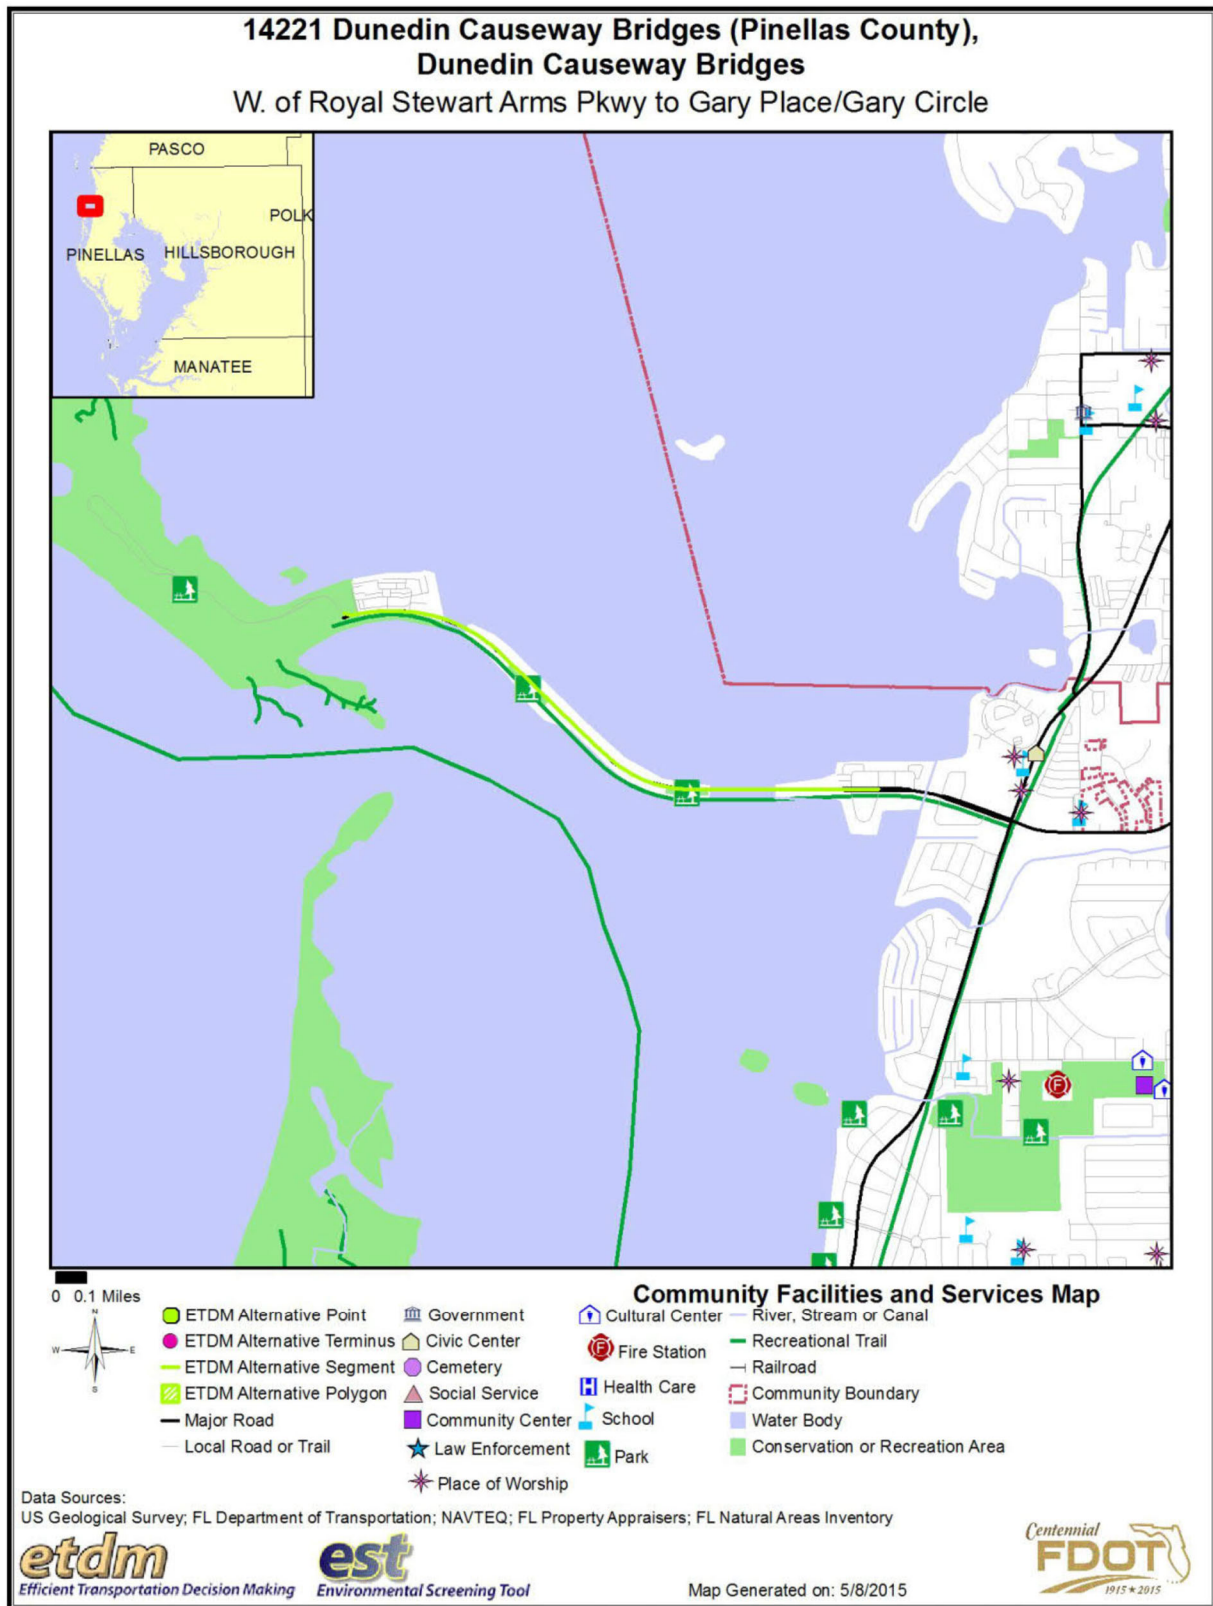 14221 Dunedin Causeway Bridges (Pinellas County),
Dunedin Causeway Bridges
W. of Royal Stewart Arms Pkwy to Gary Place/Gary Circle
PASCO
POLK
PINELLAS
HILLSBOROUGH
MANATEE
F
0 0.1 Miles
N
W
E
S
Community Facilities and Services Map
ETDM Alternative Point
ETDM Alternative Terminus
ETDM Alternative Segment
ETDM Alternative Polygon
Major Road
Local Road or Trail
Government
Civic Center
Cemetery
Social Service
Community Center
Law Enforcement
Place of Worship
Cultural Center
F Fire Station
H Health Care
School
Park
River, Stream or Canal
Recreational Trail
Railroad
Community Boundary
Water Body
Conservation or Recreation Area
Data Sources:
US Geological Survey; FL Department of Transportation; NAVTEQ; FL Property Appraisers; FL Natural Areas Inventory
etdm
Efficient Transportation Decision Making
est
Environmental Screening Tool
Map Generated on: 5/8/2015
Centennial
FDOT
1915★2015